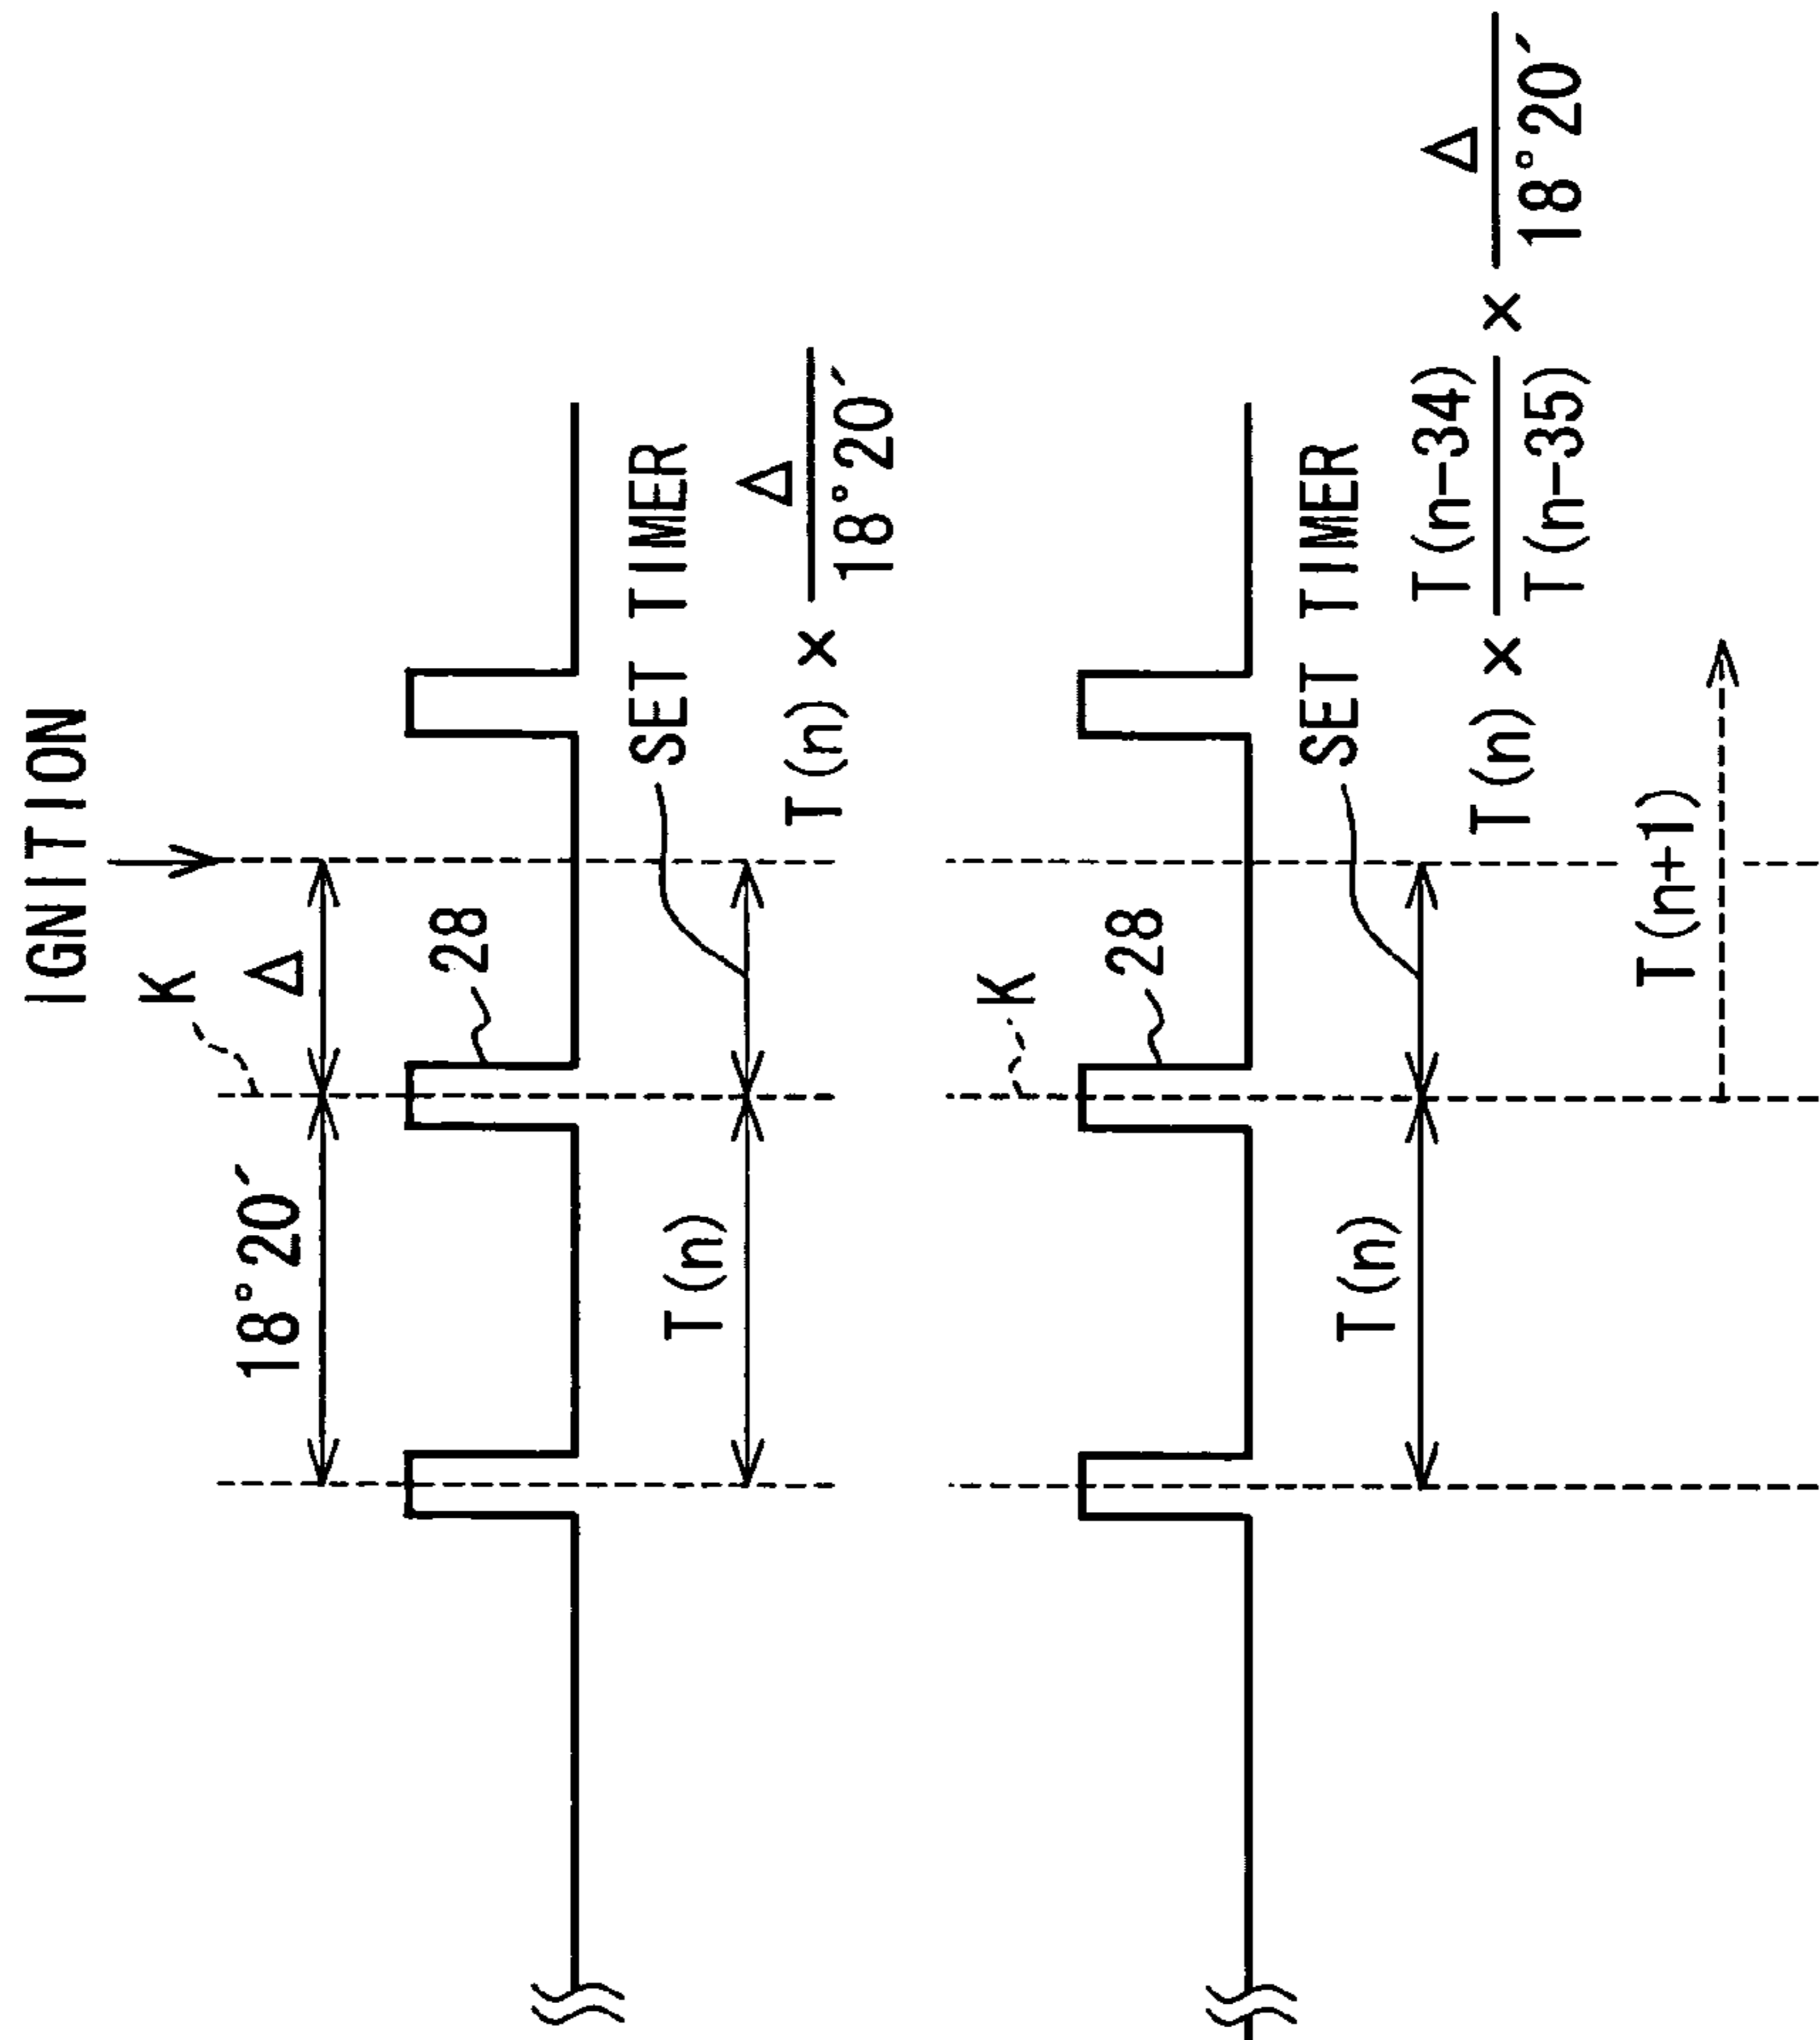 IGNITION
K
18°20´
Δ
28
T(n)
SET TIMER
T(n) × Δ
18°20´
K
28
T(n)
SET TIMER
T(n) × T(n-34) × Δ
T(n-35) 18°20´
T(n+1)